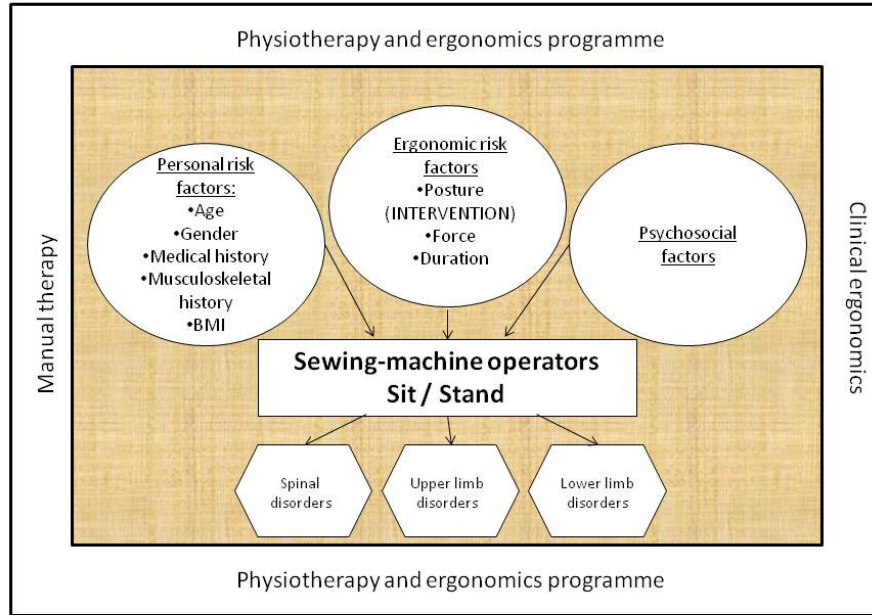 Physiotherapy and ergonomics programme
Manual therapy
Personal risk
factors:
•Age
•Gender
•Medical history
•Musculoskeletal
history
•BMI
Ergonomic risk
factors
•Posture
(INTERVENTION)
•Force
•Duration
Psychosocial
factors
Clinical ergonomics
Sewing-machine operators
Sit / Stand
Spinal
disorders
Upper limb
disorders
Lower limb
disorders
Physiotherapy and ergonomics programme